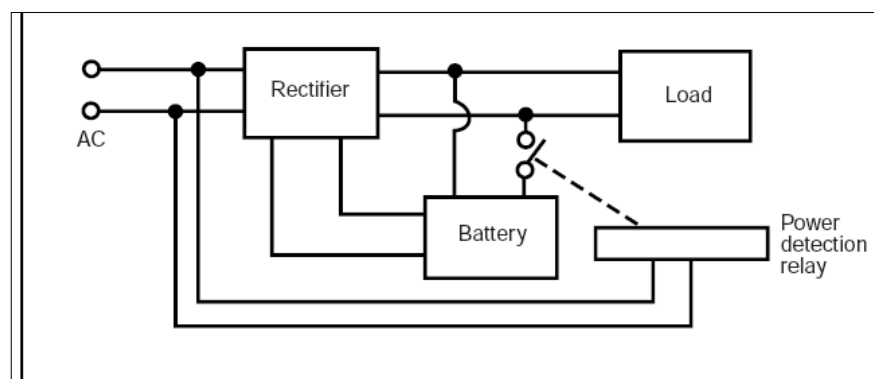 Rectifier
Load
AC
Battery
Power
detection
relay